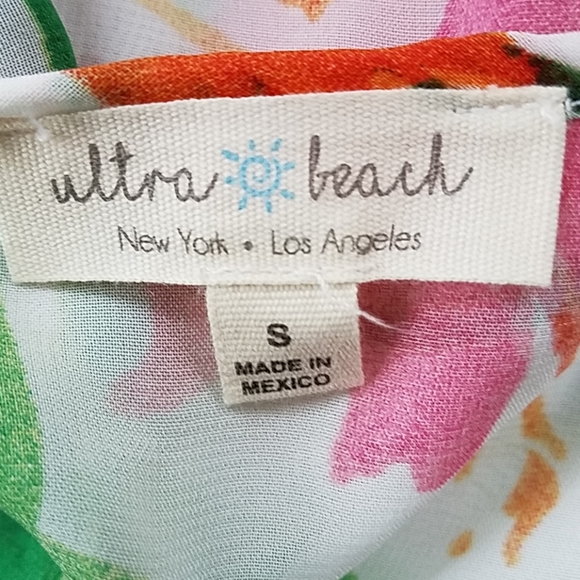 ultra beach
New York • Los Angeles
S
MADE IN
MEXICO